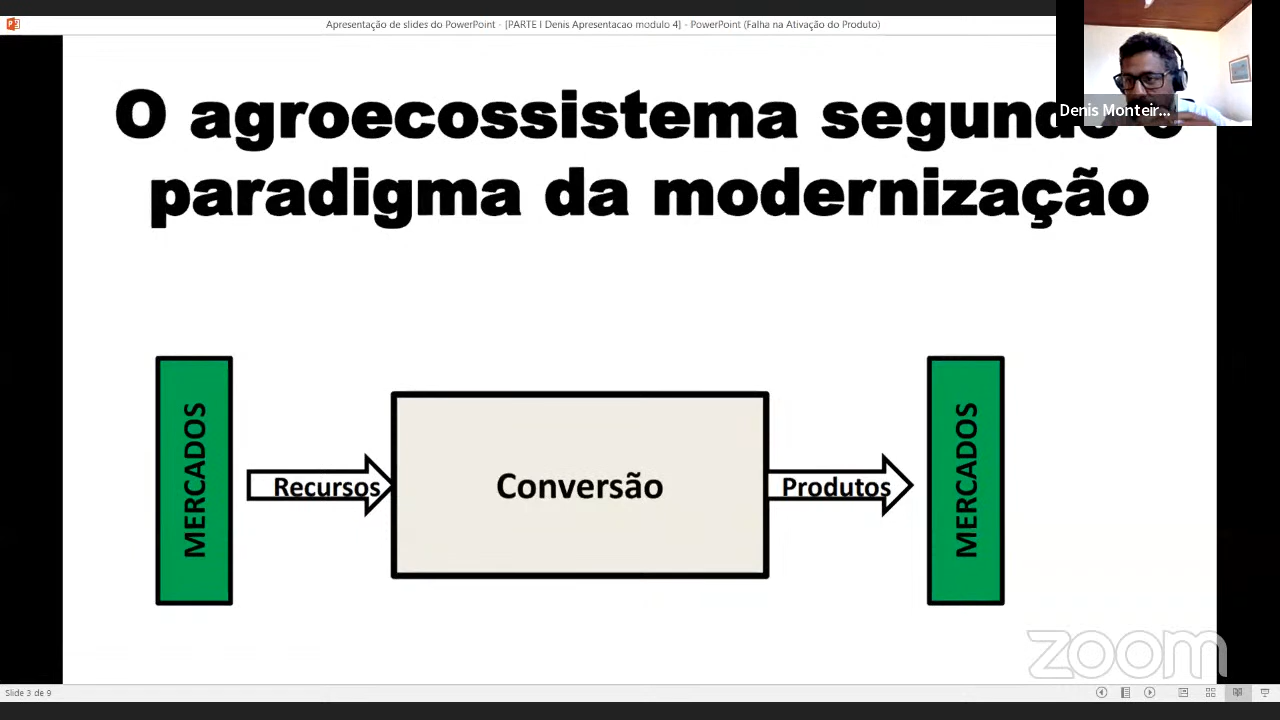 Apresentação de slides do PowerPoint - [PARTE I Denis Apresentacao modulo 4] - PowerPoint (Falha na Ativação do Produto)
Denis Monteir...
O agroecossistema segundo o
paradigma da modernização
MERCADOS
Recursos
Conversão
Produtos
MERCADOS
zoom
Slide 3 de 9